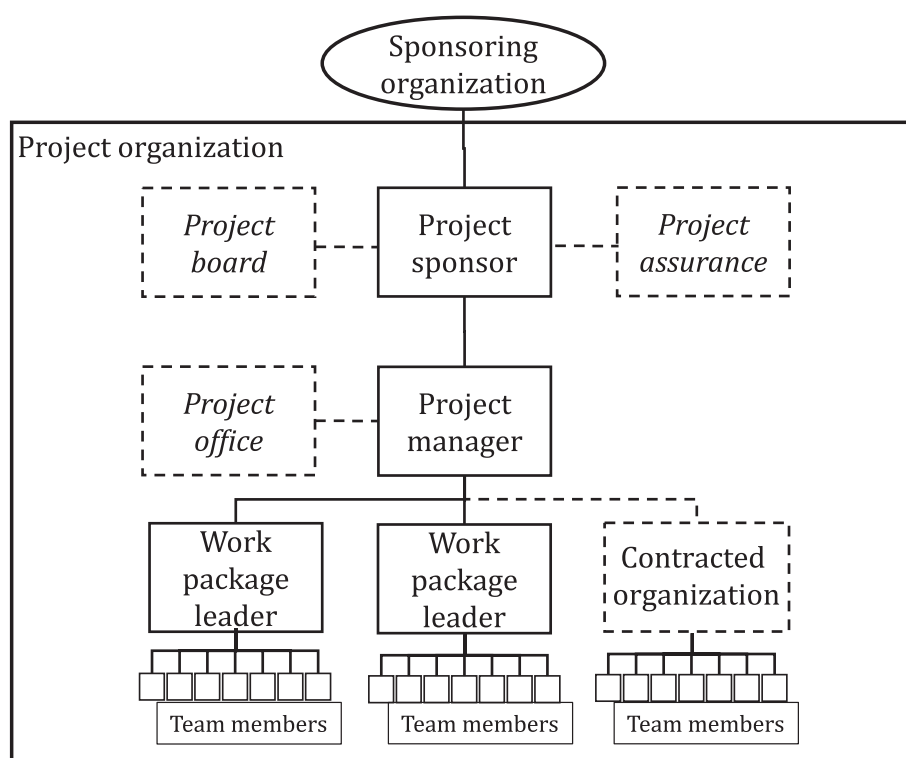 Sponsoring
organization
Project organization
Project
board
Project
sponsor
Project
assurance
Project
office
Project
manager
Work
package
leader
Work
package
leader
Contracted
organization
Team members
Team members
Team members